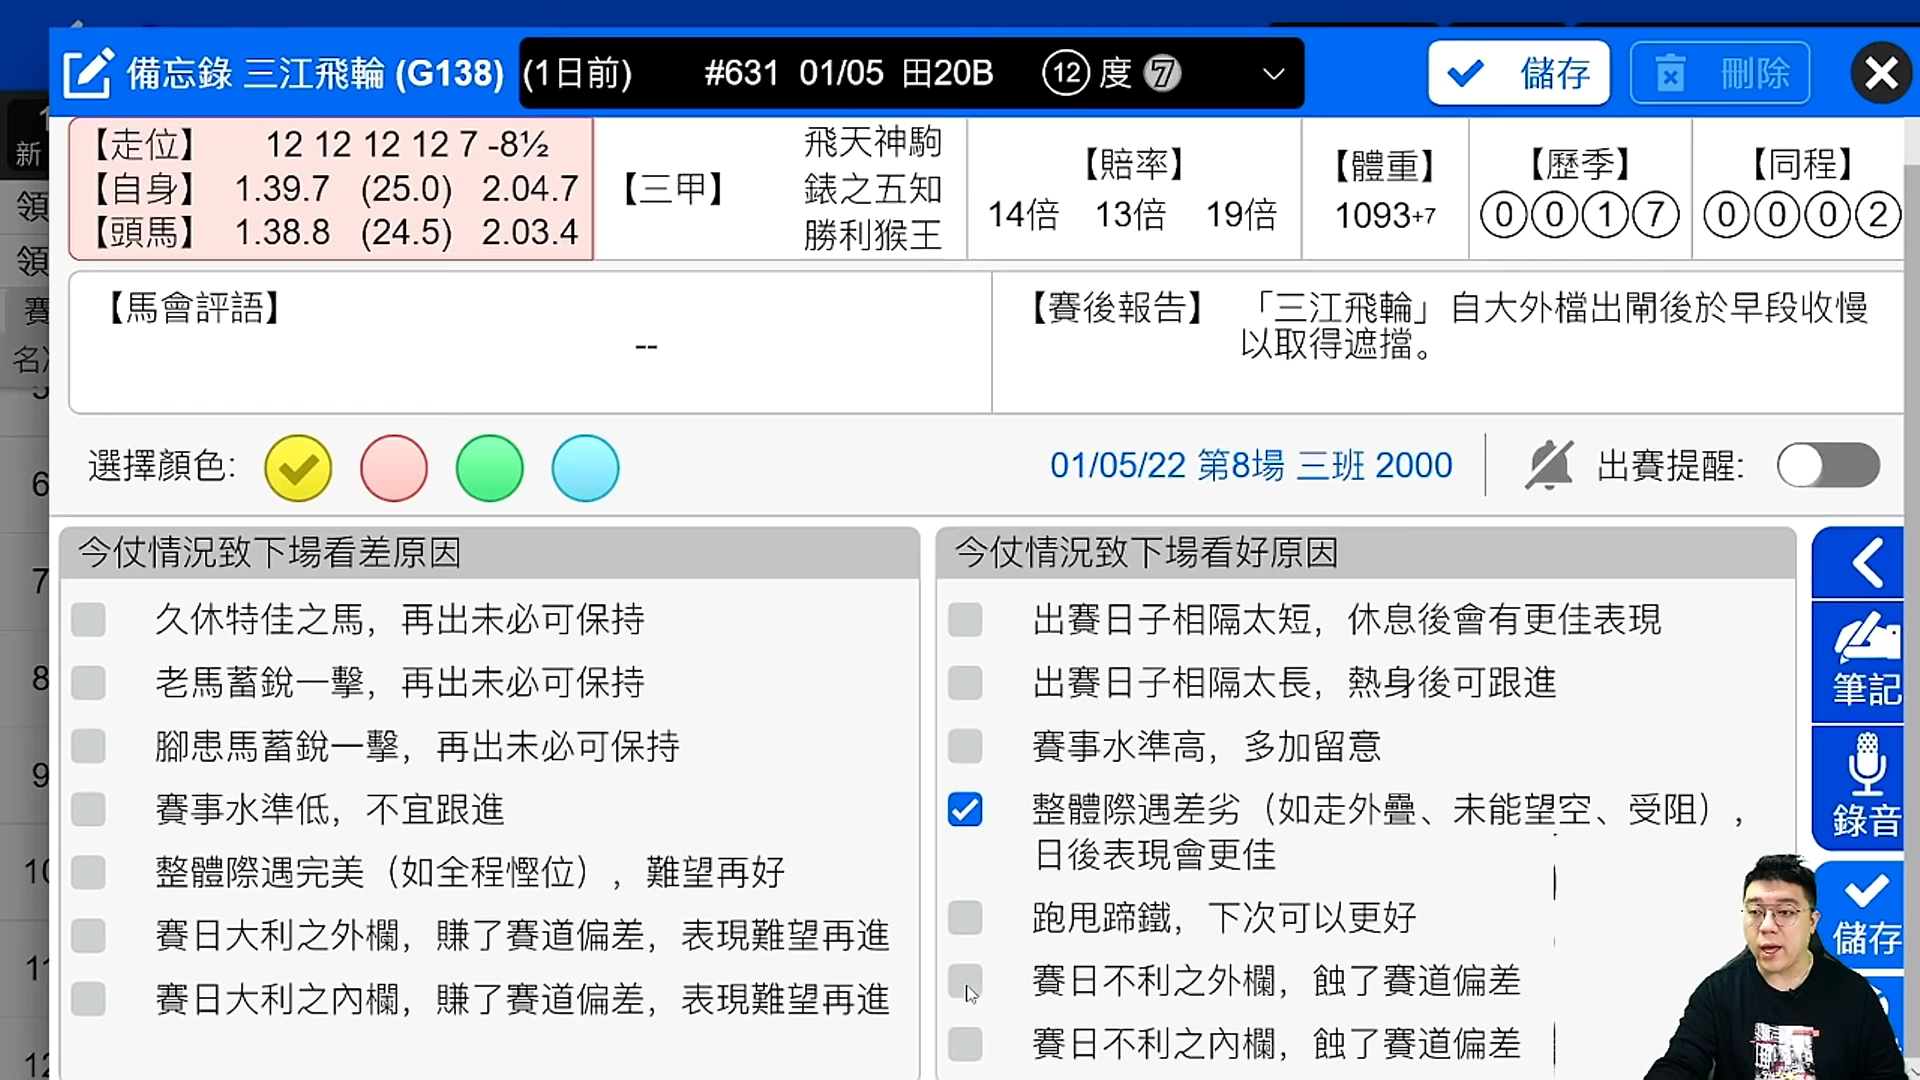 備忘錄 三江飛輪 (G138) (1日前) #631 01/05 田20B ⑫ 度 ❼ 儲存 刪除
新
【走位】 12 12 12 12 7 -8½
【自身】 1.39.7 (25.0) 2.04.7
【頭馬】 1.38.8 (24.5) 2.03.4
【三甲】
飛天神駒
錶之五知
勝利猴王
【賠率】
14倍 13倍 19倍
【體重】
1093+7
【歷季】
⓪⓪①⑦
【同程】
⓪⓪⓪②
領
領
賽
【馬會評語】
--
【賽後報告】 「三江飛輪」自大外檔出閘後於早段收慢
以取得遮擋。
選擇顏色:
01/05/22 第8場 三班 2000
出賽提醒:
6
7
8
9
10
11
12
今仗情況致下場看差原因
久休特佳之馬，再出未必可保持
老馬蓄銳一擊，再出未必可保持
腳患馬蓄銳一擊，再出未必可保持
賽事水準低，不宜跟進
整體際遇完美（如全程慳位），難望再好
賽日大利之外欄，賺了賽道偏差，表現難望再進
賽日大利之內欄，賺了賽道偏差，表現難望再進
今仗情況致下場看好原因
出賽日子相隔太短，休息後會有更佳表現
出賽日子相隔太長，熱身後可跟進
賽事水準高，多加留意
整體際遇差劣（如走外疊、未能望空、受阻），
日後表現會更佳
跑甩蹄鐵，下次可以更好
賽日不利之外欄，蝕了賽道偏差
賽日不利之內欄，蝕了賽道偏差
筆記
錄音
儲存